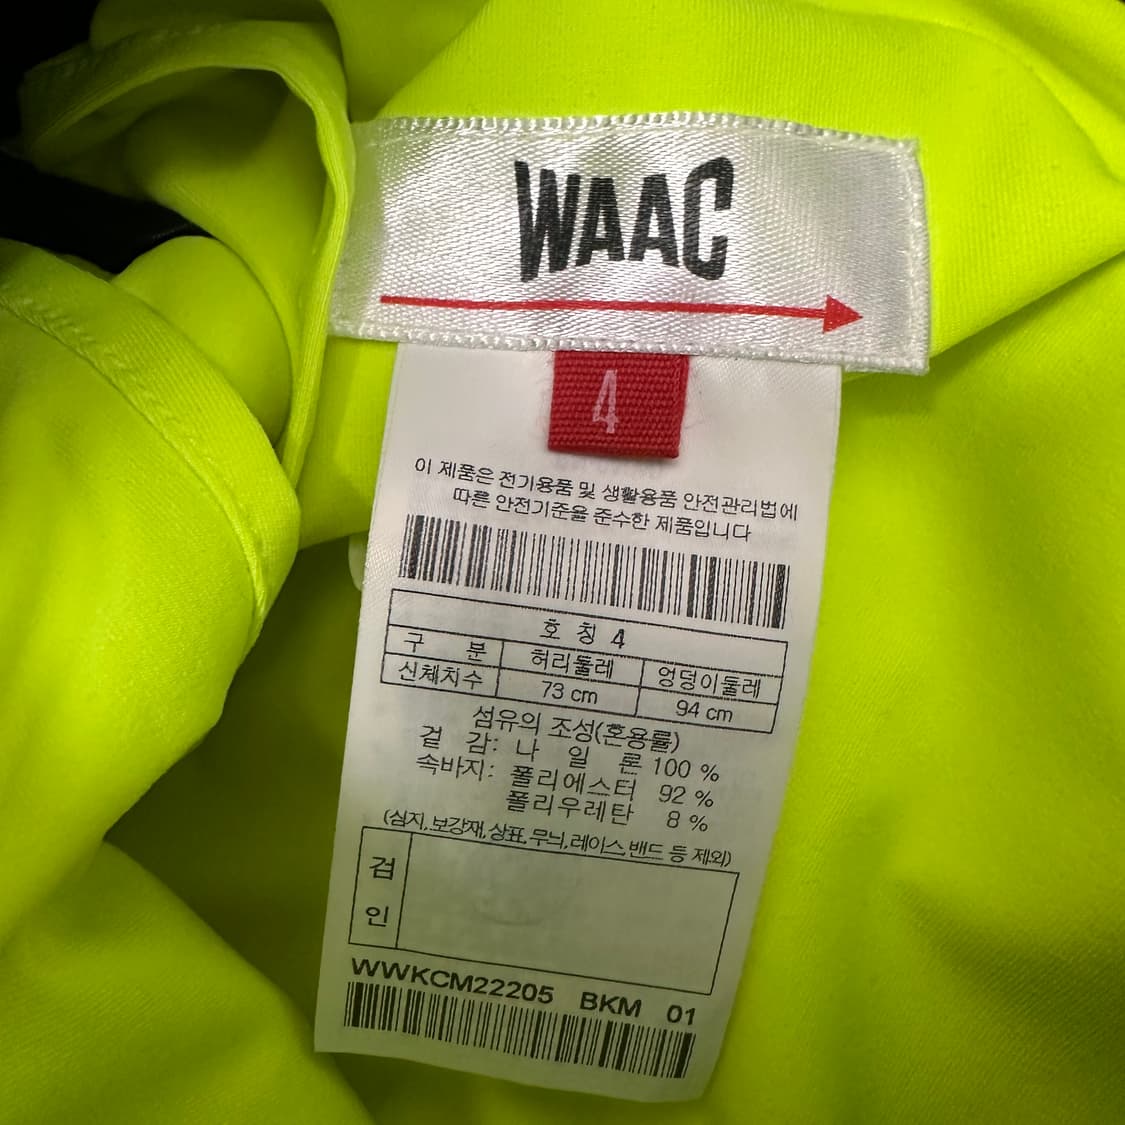 WAAC
4
이 제품은 전기용품 및 생활용품 안전관리법에
따른 안전기준을 준수한 제품입니다
호 칭 4
구 분 허리둘레 엉덩이둘레
신체치수 73 cm 94 cm
섬유의 조성(혼용률)
겉 감: 나 일 론 100 %
속바지: 폴리에스터 92 %
폴리우레탄 8 %
(심지,보강재,상표,무늬,레이스,밴드 등 제외)
검
인
WWKCM22205 BKM 01